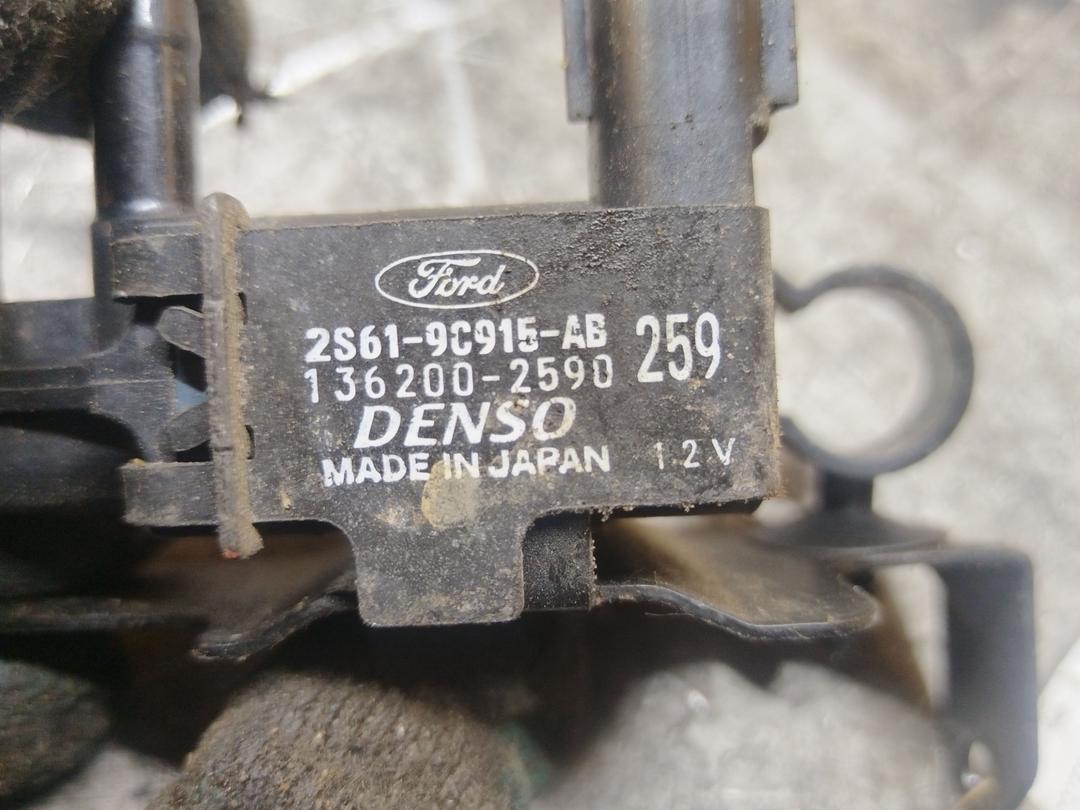 Ford
2S61-9C915-AB 259
136200-2590
DENSO
MADE IN JAPAN 12V